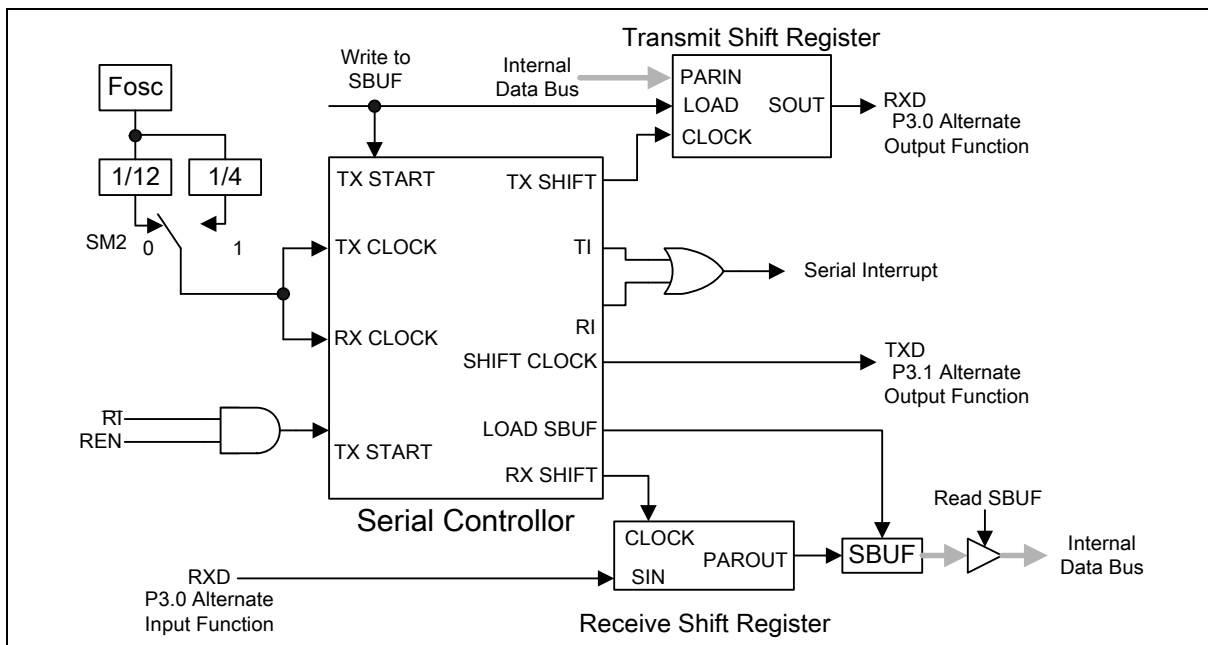 Transmit Shift Register
Write to
SBUF
Internal
Data Bus
PARIN
LOAD
SOUT
CLOCK
RXD
P3.0 Alternate
Output Function
Fosc
1/12
1/4
SM2
0
1
TX START
TX SHIFT
TX CLOCK
TI
Serial Interrupt
RX CLOCK
RI
SHIFT CLOCK
TXD
P3.1 Alternate
Output Function
RI
REN
LOAD SBUF
TX START
RX SHIFT
Serial Controllor
Read SBUF
CLOCK
PAROUT
SIN
SBUF
Internal
Data Bus
RXD
P3.0 Alternate
Input Function
Receive Shift Register